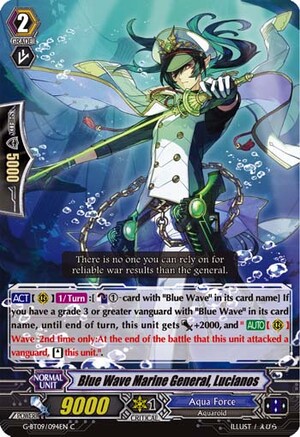 2
GRADE
5000
There is no one you can rely on for
reliable war results than the general.
ACT [ ] 1/Turn :[ ① -card with "Blue Wave" in its card name] If
you have a grade 3 or greater vanguard with "Blue Wave" in its card
name, until end of turn, this unit gets +2000, and " AUTO [ ]
Wave-2nd time only:At the end of the battle that this unit attacked a
vanguard, [ ] this unit.".
NORMAL
UNIT
Blue Wave Marine General, Lucianos
POWER
9000
1
CRITICAL
Aqua Force
Aquaroid
G-BT09/094EN C